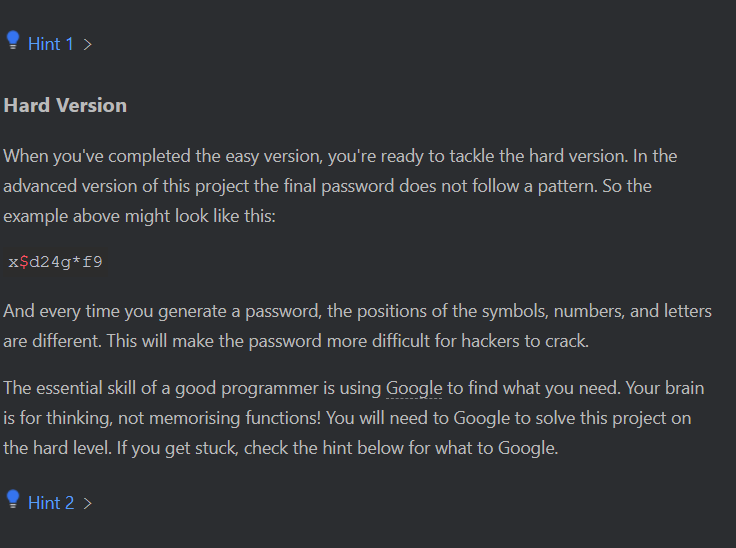 Hint 1 >
Hard Version
When you've completed the easy version, you're ready to tackle the hard version. In the
advanced version of this project the final password does not follow a pattern. So the
example above might look like this:
x$d24g*f9
And every time you generate a password, the positions of the symbols, numbers, and letters
are different. This will make the password more difficult for hackers to crack.
The essential skill of a good programmer is using Google to find what you need. Your brain
is for thinking, not memorising functions! You will need to Google to solve this project on
the hard level. If you get stuck, check the hint below for what to Google.
Hint 2 >